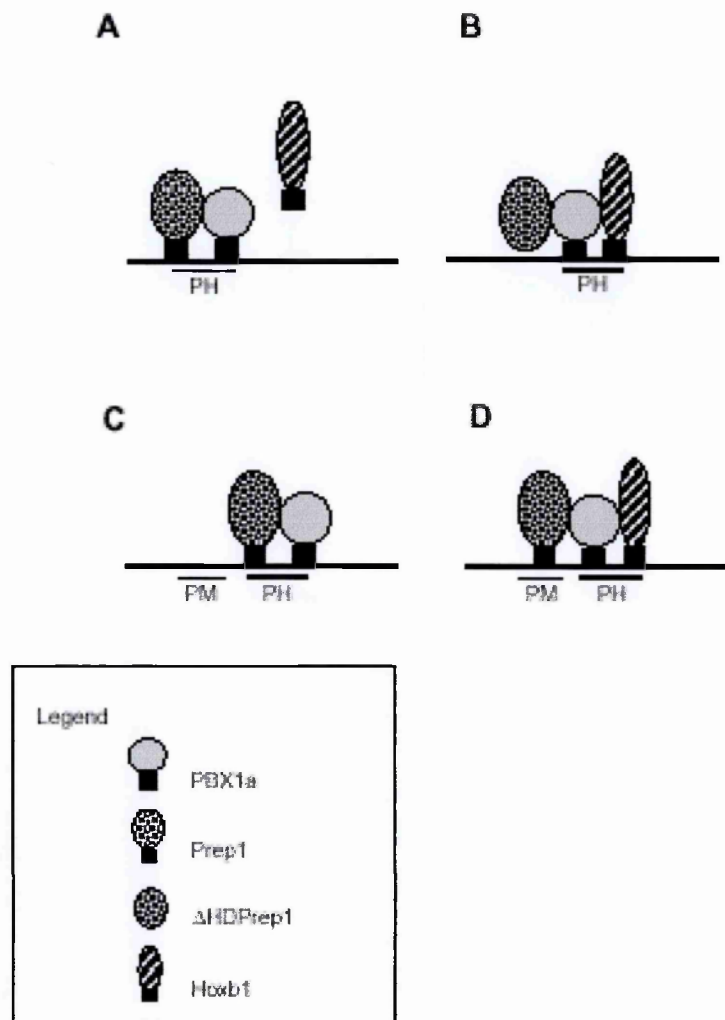 A
B
PH
PH
C
D
PM PH
PM PH
Legend
PBX1a
Prep1
ΔHDPrep1
Hoxb1